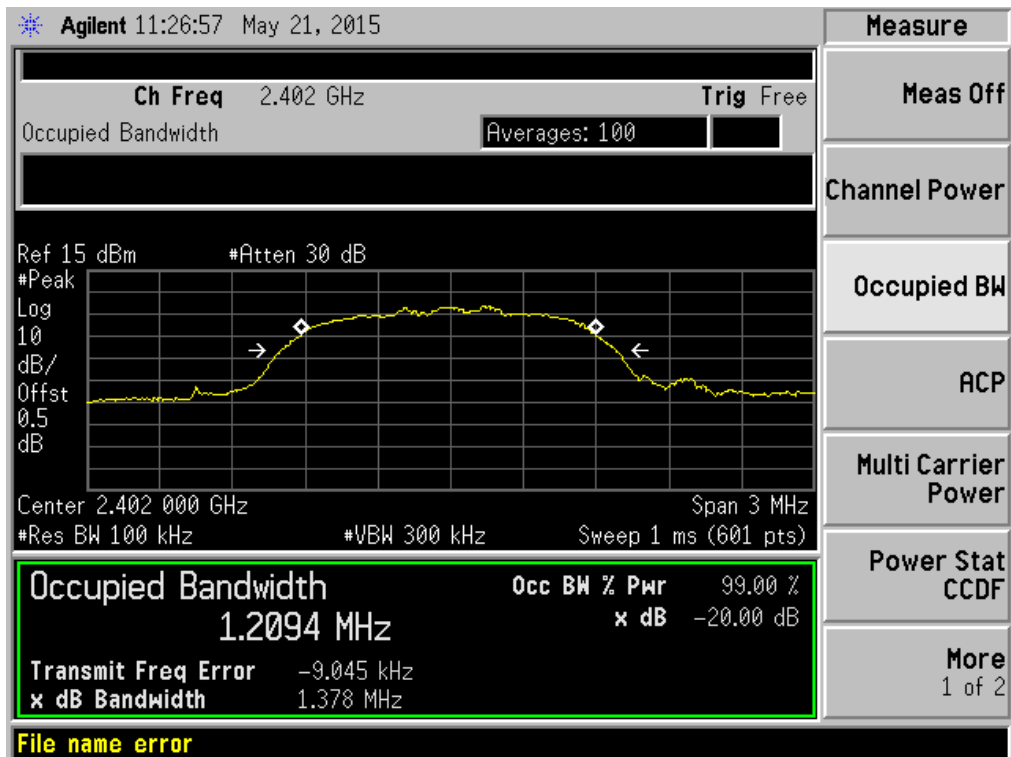 Agilent 11:26:57 May 21, 2015
Measure
Ch Freq 2.402 GHz Trig Free
Occupied Bandwidth Averages: 100
Ref 15 dBm #Atten 30 dB
#Peak
Log
10
dB/
Offst
0.5
dB
Center 2.402 000 GHz Span 3 MHz
#Res BW 100 kHz #VBW 300 kHz Sweep 1 ms (601 pts)
Occupied Bandwidth
1.2094 MHz
Occ BW % Pwr 99.00 %
x dB -20.00 dB
Transmit Freq Error -9.045 kHz
x dB Bandwidth 1.378 MHz
File name error
Meas Off
Channel Power
Occupied BW
ACP
Multi Carrier
Power
Power Stat
CCDF
More
1 of 2